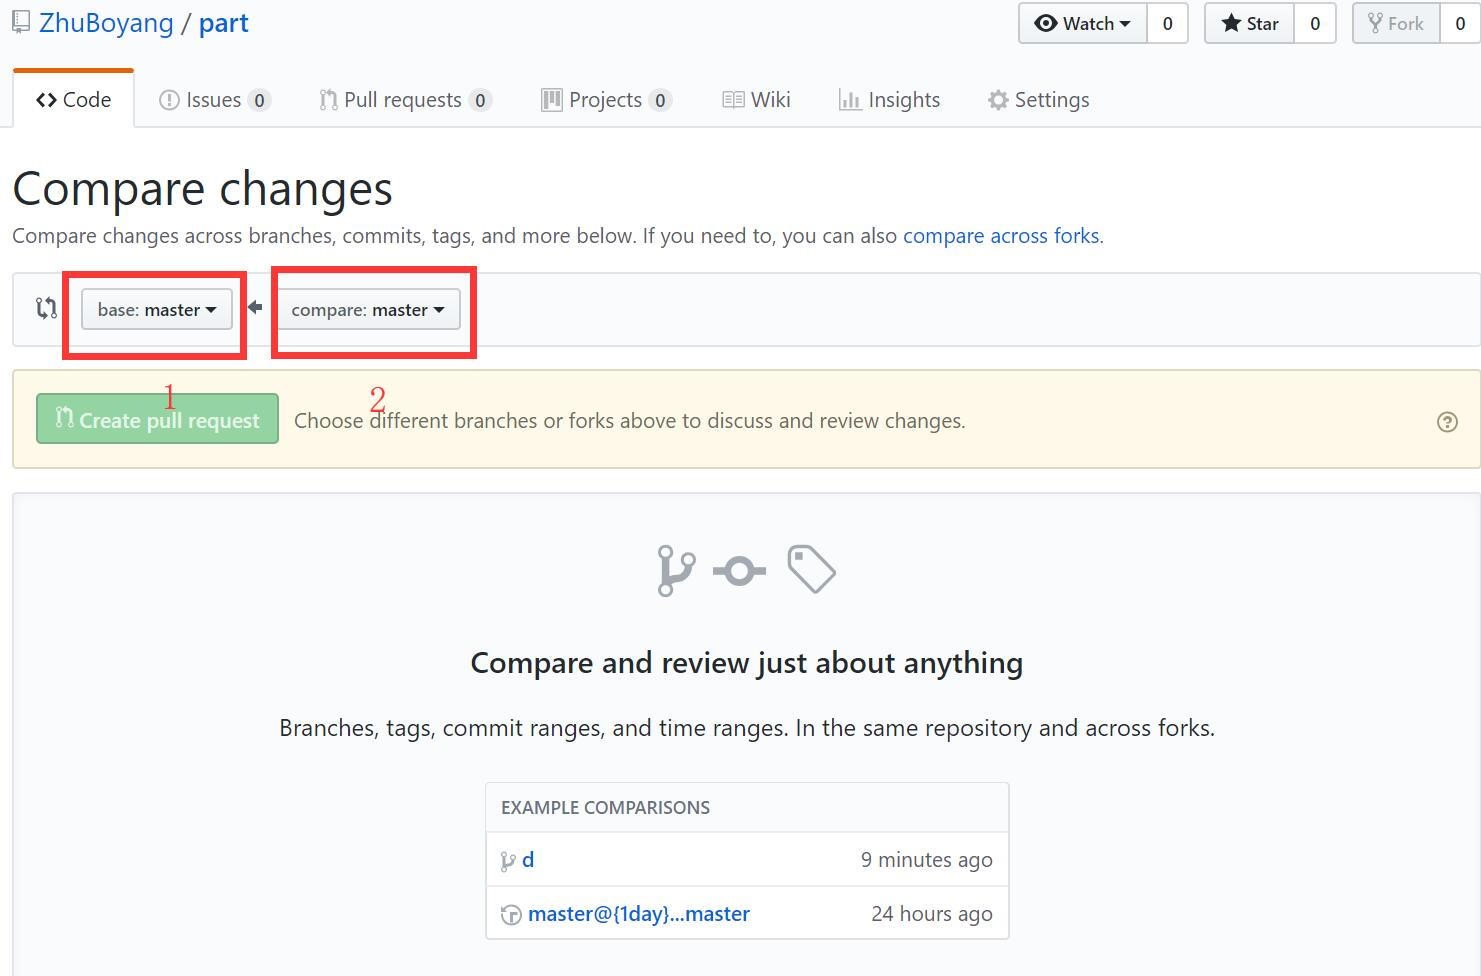 ZhuBoyang / part
Watch 0 Star 0 Fork 0
Code Issues 0 Pull requests 0 Projects 0 Wiki Insights Settings
Compare changes
Compare changes across branches, commits, tags, and more below. If you need to, you can also compare across forks.
base: master compare: master
1 2
Create pull request Choose different branches or forks above to discuss and review changes.
Compare and review just about anything
Branches, tags, commit ranges, and time ranges. In the same repository and across forks.
EXAMPLE COMPARISONS
d 9 minutes ago
master@{1day}...master 24 hours ago